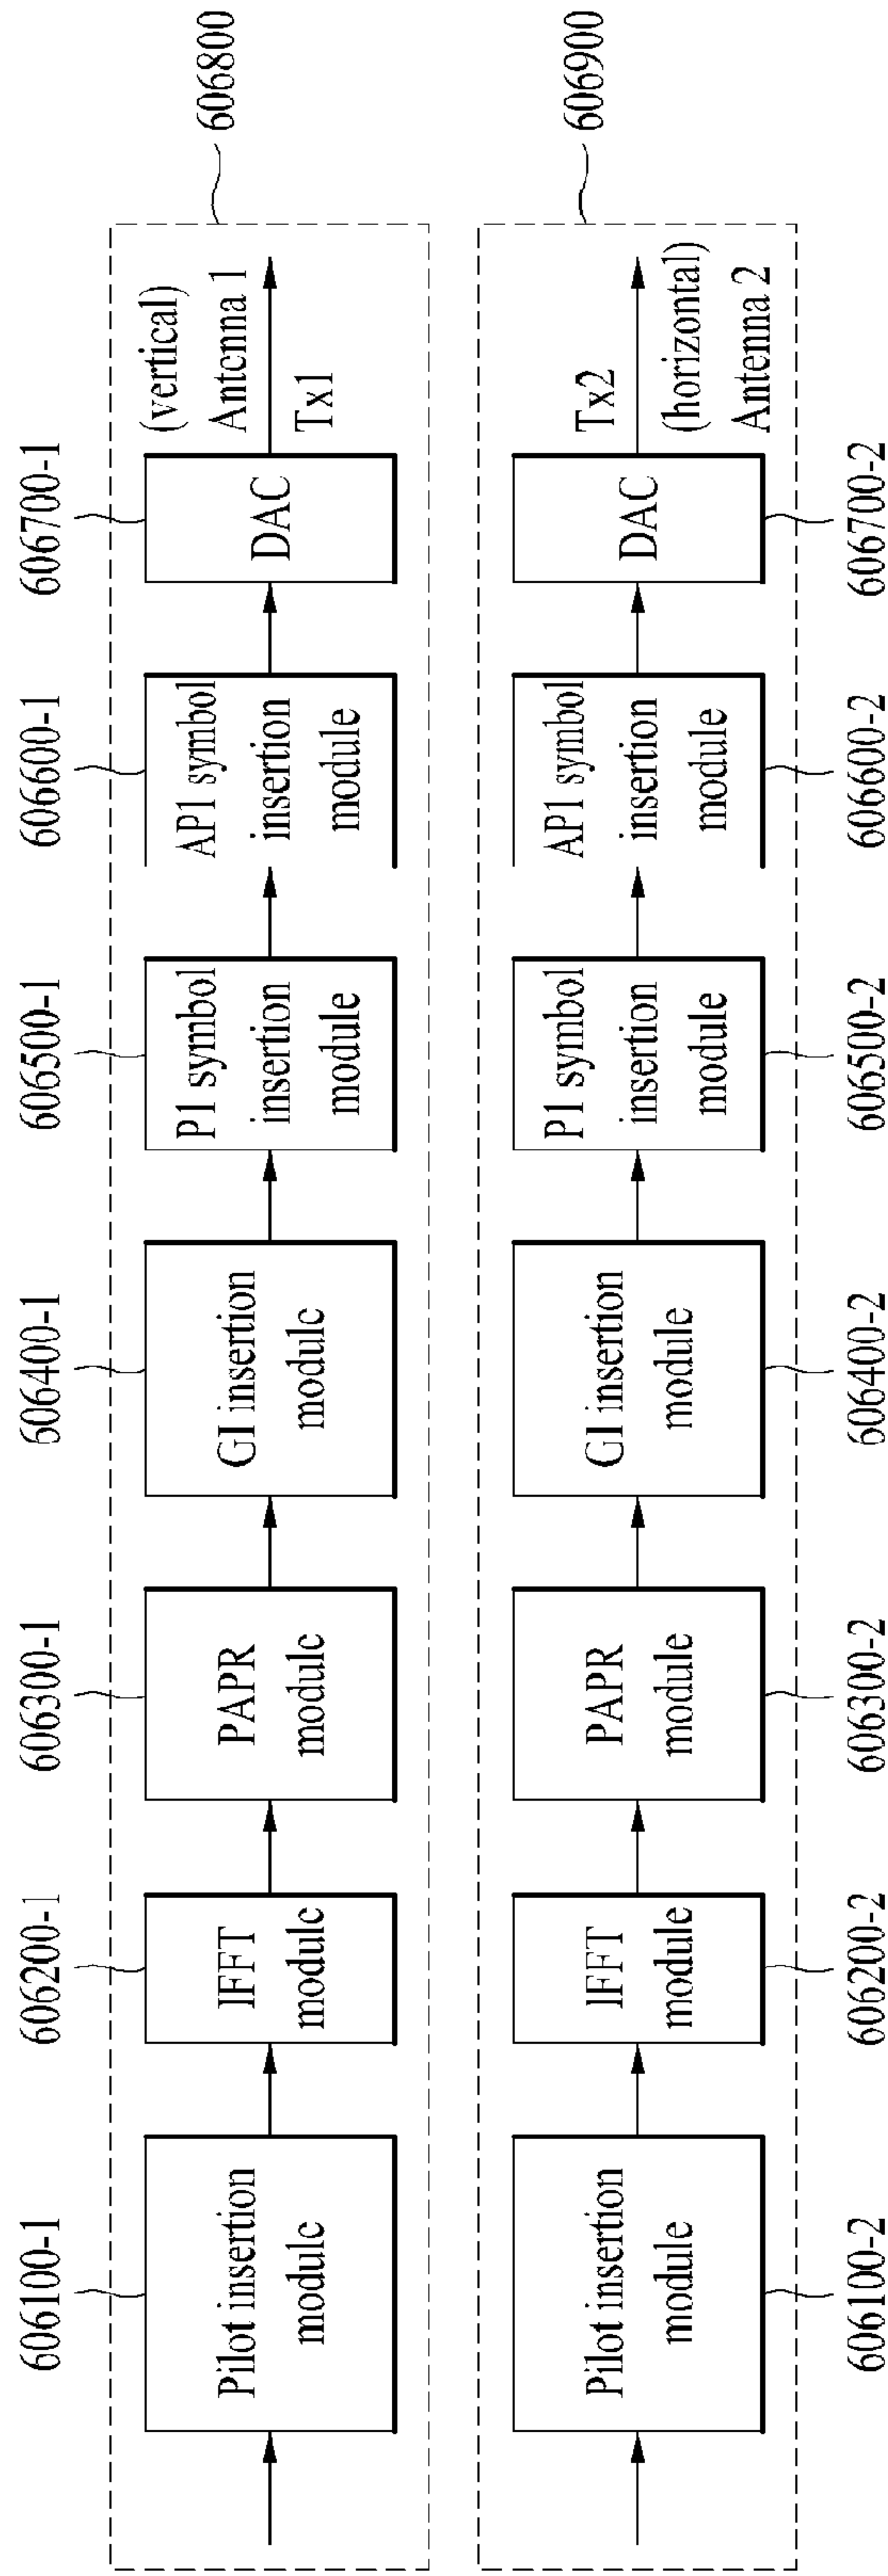 606100-1
606200-1
606300-1
606400-1
606500-1
606600-1
606700-1
606800
Pilot insertion
module
IFFT
module
PAPR
module
GI insertion
module
P1 symbol
insertion
module
AP1 symbol
insertion
module
DAC
(vertical)
Antenna 1
Tx1
606900
Pilot insertion
module
IFFT
module
PAPR
module
GI insertion
module
P1 symbol
insertion
module
AP1 symbol
insertion
module
DAC
Tx2
(horizontal)
Antenna 2
606100-2
606200-2
606300-2
606400-2
606500-2
606600-2
606700-2